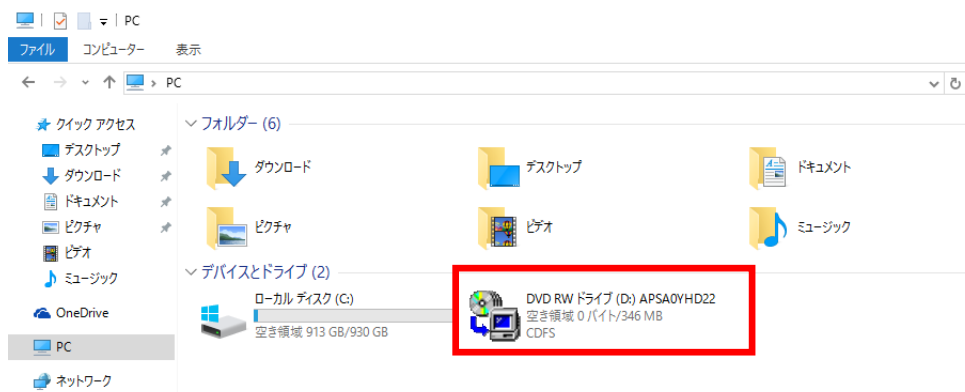 PC
ファイル コンピューター 表示
PC
クイック アクセス
デスクトップ
ダウンロード
ドキュメント
ピクチャ
ビデオ
ミュージック
OneDrive
PC
ネットワーク
フォルダー (6)
ダウンロード デスクトップ ドキュメント
ピクチャ ビデオ ミュージック
デバイスとドライブ (2)
ローカル ディスク (C:)
空き領域 913 GB/930 GB
DVD RW ドライブ (D:) APSA0YHD22
空き領域 0 バイト/346 MB
CDFS